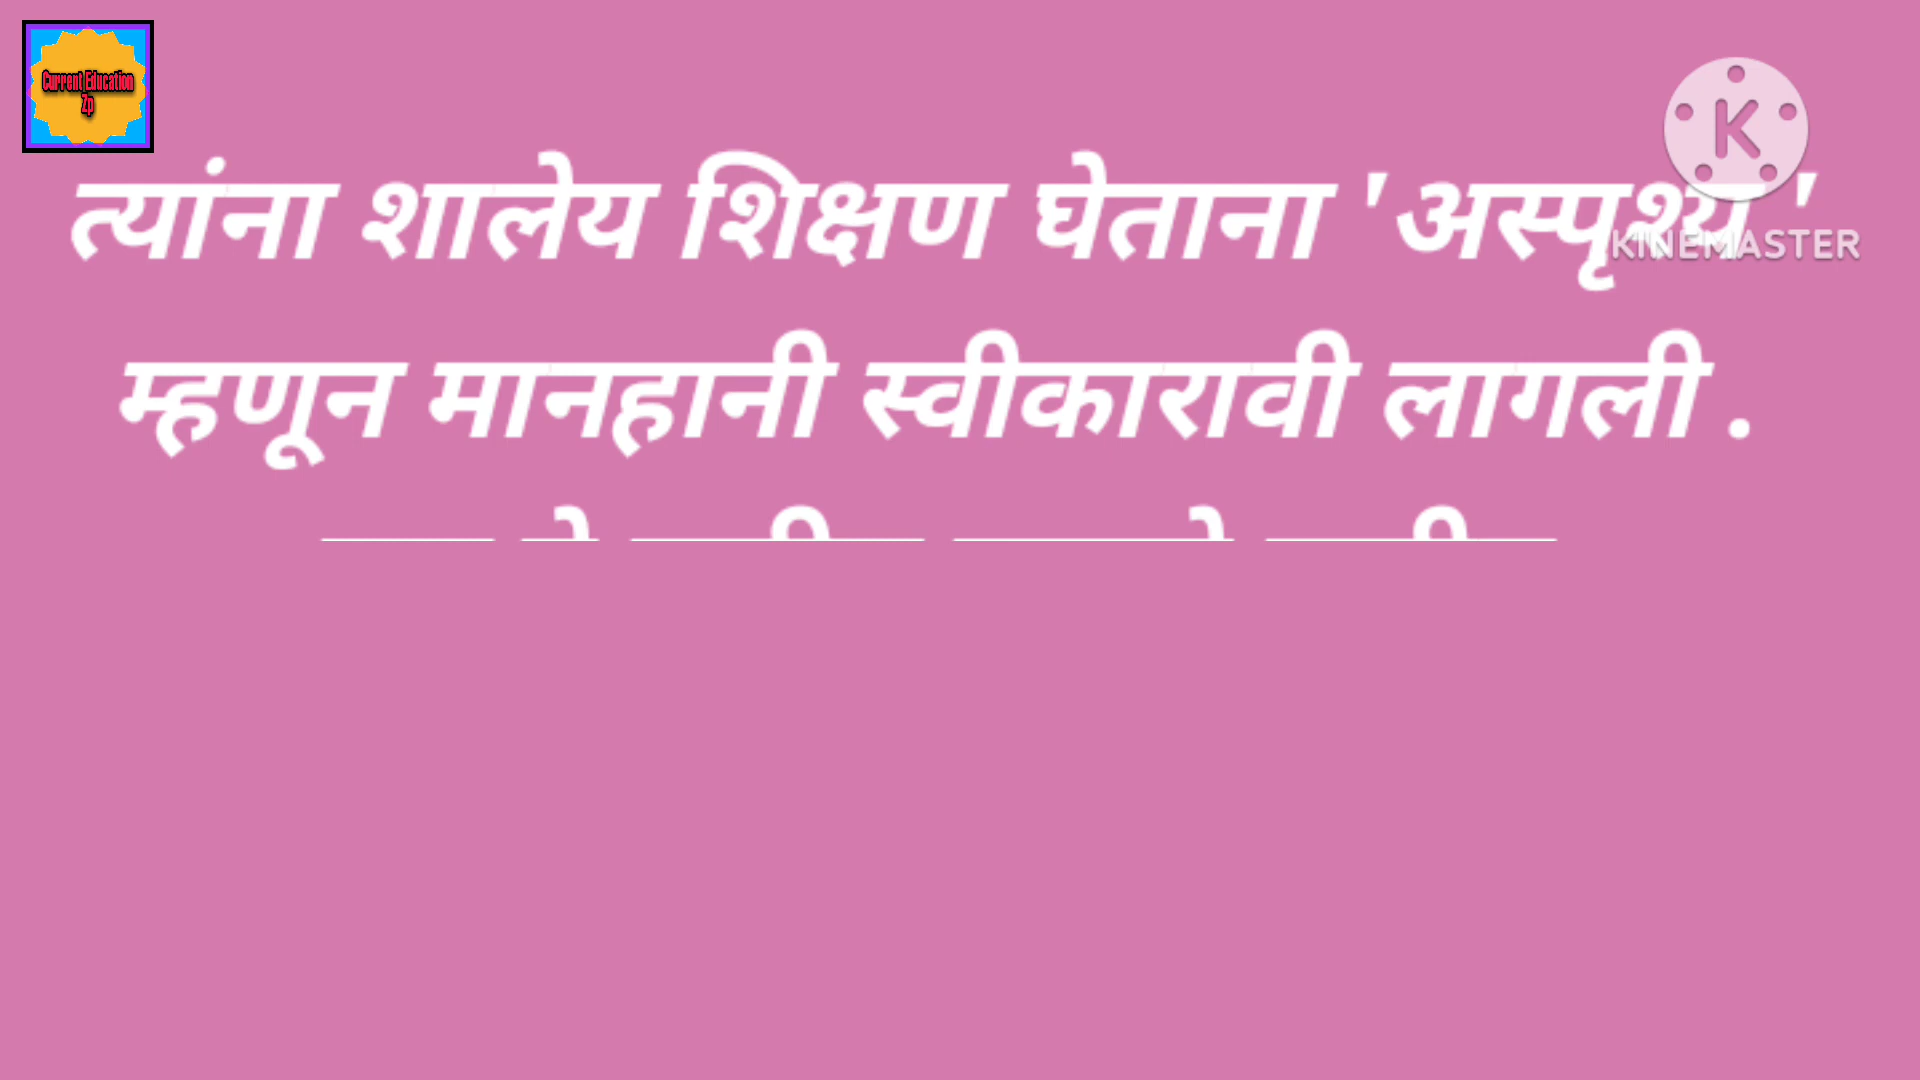 Current Education
Zp
K
KINEMASTER
त्यांना शालेय शिक्षण घेताना 'अस्पृश्य '
म्हणून मानहानी स्वीकारावी लागली .